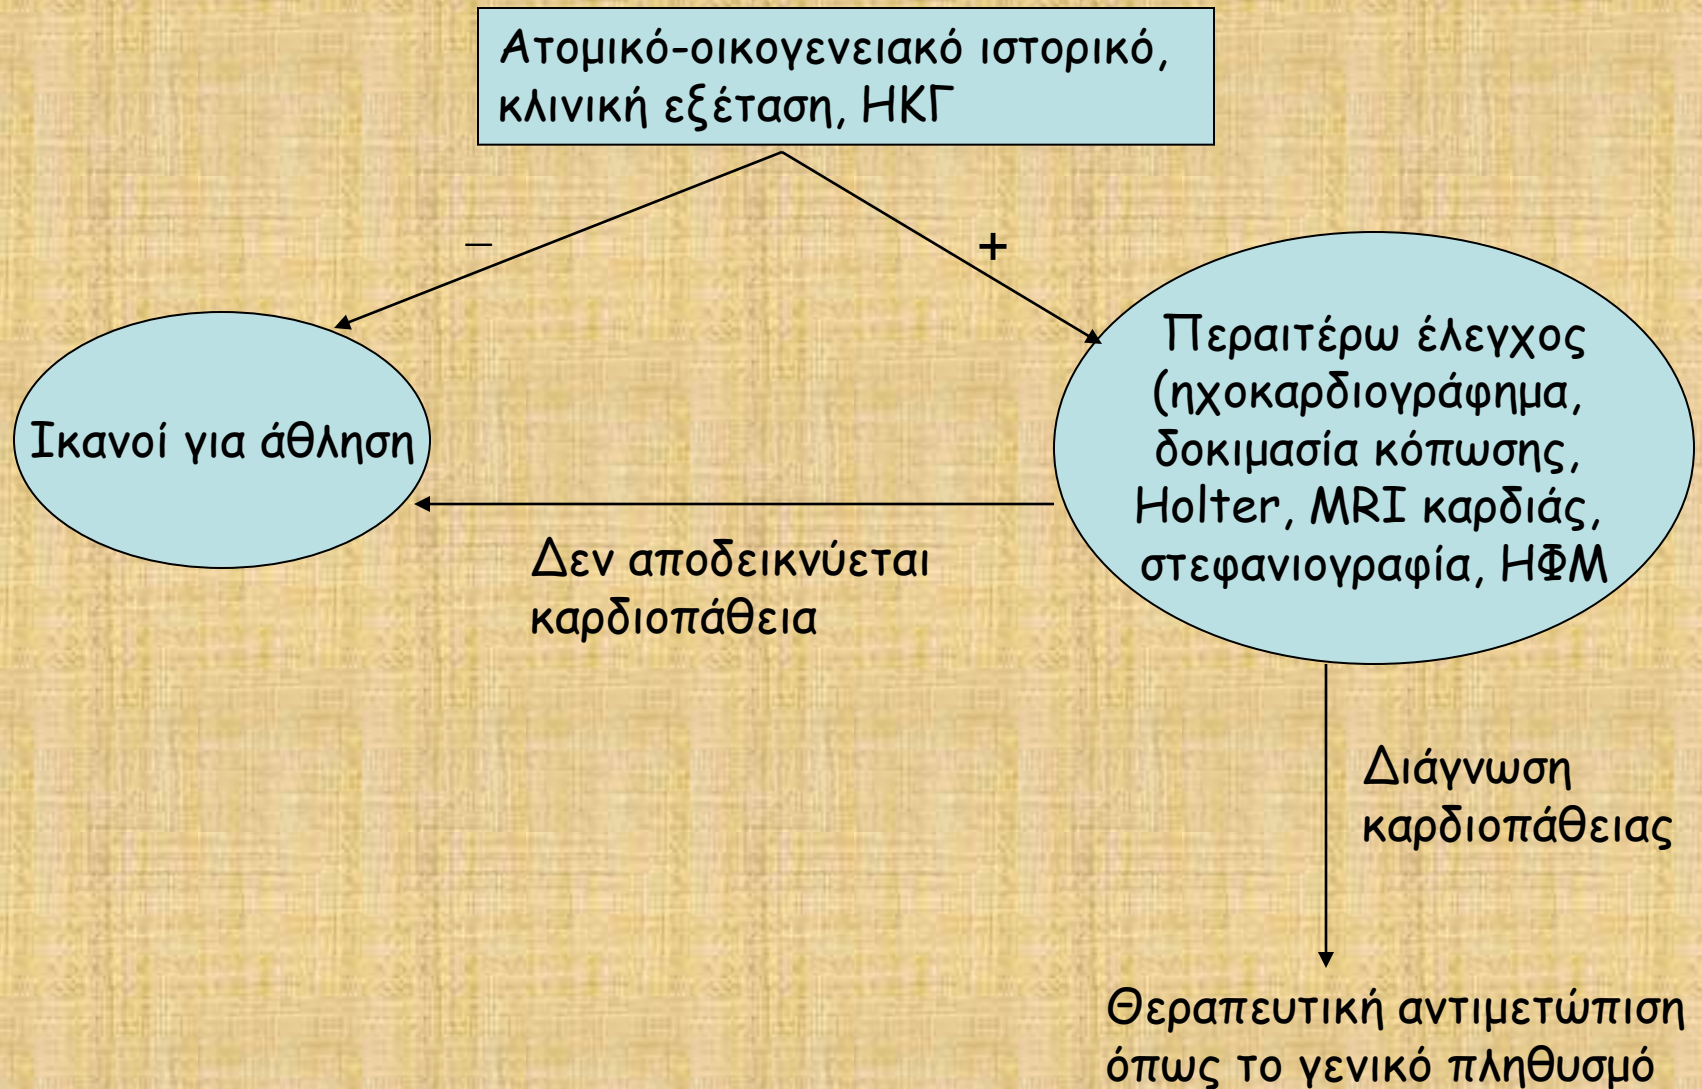 Ατομικό-οικογενειακό ιστορικό,
κλινική εξέταση, ΗΚΓ
–
+
Ικανοί για άθληση
Περαιτέρω έλεγχος
(ηχοκαρδιογράφημα,
δοκιμασία κόπωσης,
Holter, MRI καρδιάς,
στεφανιογραφία, ΗΦΜ
Δεν αποδεικνύεται
καρδιοπάθεια
Διάγνωση
καρδιοπάθειας
Θεραπευτική αντιμετώπιση
όπως το γενικό πληθυσμό